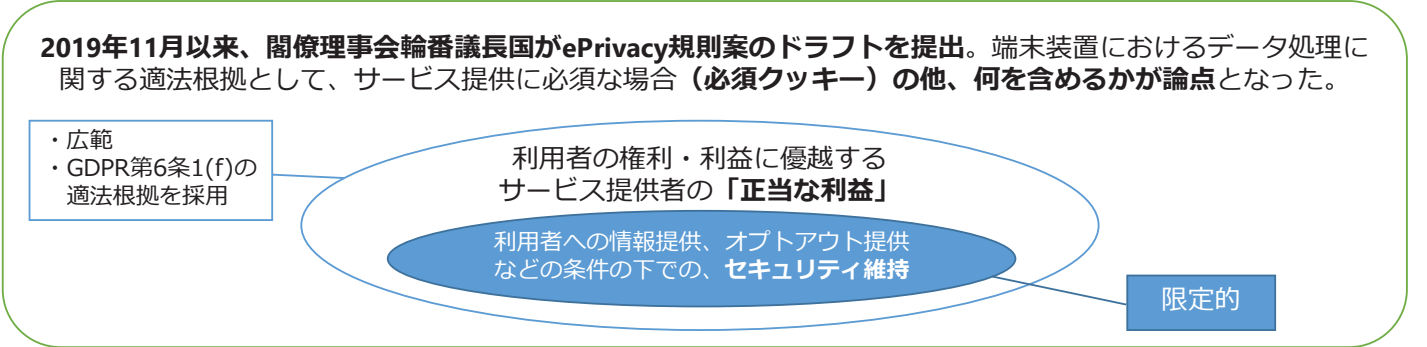 2019年11月以来、閣僚理事会輪番議長国がePrivacy規則案のドラフトを提出。端末装置におけるデータ処理に
関する適法根拠として、サービス提供に必須な場合（必須クッキー）の他、何を含めるかが論点となった。
・広範
・GDPR第6条1(f)の
適法根拠を採用
利用者の権利・利益に優越する
サービス提供者の「正当な利益」
利用者への情報提供、オプトアウト提供
などの条件の下での、セキュリティ維持
限定的